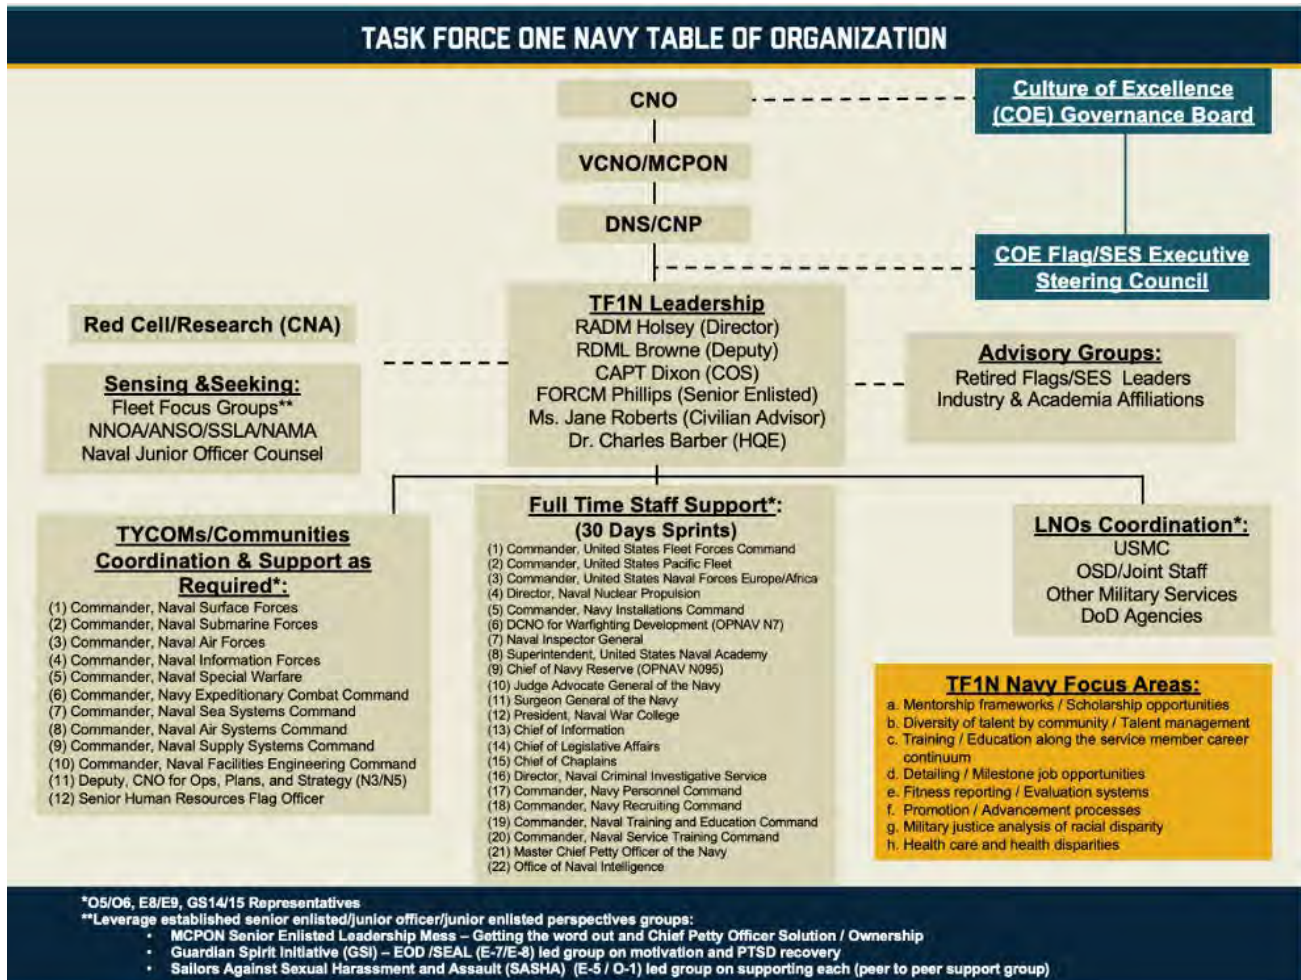 TASK FORCE ONE NAVY TABLE OF ORGANIZATION
CNO
Culture of Excellence
(COE) Governance Board
VCNO/MCPON
DNS/CNP
COE Flag/SES Executive
Steering Council
TF1N Leadership
RADM Holsey (Director)
RDML Browne (Deputy)
CAPT Dixon (COS)
FORCM Phillips (Senior Enlisted)
Ms. Jane Roberts (Civilian Advisor)
Dr. Charles Barber (HQE)
Red Cell/Research (CNA)
Sensing &Seeking:
Fleet Focus Groups**
NNOA/ANSO/SSLA/NAMA
Naval Junior Officer Counsel
Advisory Groups:
Retired Flags/SES Leaders
Industry & Academia Affiliations
TYCOMs/Communities
Coordination & Support as
Required*:
(1) Commander, Naval Surface Forces
(2) Commander, Naval Submarine Forces
(3) Commander, Naval Air Forces
(4) Commander, Naval Information Forces
(5) Commander, Naval Special Warfare
(6) Commander, Navy Expeditionary Combat Command
(7) Commander, Naval Sea Systems Command
(8) Commander, Naval Air Systems Command
(9) Commander, Naval Supply Systems Command
(10) Commander, Naval Facilities Engineering Command
(11) Deputy, CNO for Ops, Plans, and Strategy (N3/N5)
(12) Senior Human Resources Flag Officer
Full Time Staff Support*:
(30 Days Sprints)
(1) Commander, United States Fleet Forces Command
(2) Commander, United States Pacific Fleet
(3) Commander, United States Naval Forces Europe/Africa
(4) Director, Naval Nuclear Propulsion
(5) Commander, Navy Installations Command
(6) DCNO for Warfighting Development (OPNAV N7)
(7) Naval Inspector General
(8) Superintendent, United States Naval Academy
(9) Chief of Navy Reserve (OPNAV N095)
(10) Judge Advocate General of the Navy
(11) Surgeon General of the Navy
(12) President, Naval War College
(13) Chief of Information
(14) Chief of Legislative Affairs
(15) Chief of Chaplains
(16) Director, Naval Criminal Investigative Service
(17) Commander, Navy Personnel Command
(18) Commander, Navy Recruiting Command
(19) Commander, Naval Training and Education Command
(20) Commander, Naval Service Training Command
(21) Master Chief Petty Officer of the Navy
(22) Office of Naval Intelligence
LNOs Coordination*:
USMC
OSD/Joint Staff
Other Military Services
DoD Agencies
TF1N Navy Focus Areas:
a. Mentorship frameworks / Scholarship opportunities
b. Diversity of talent by community / Talent management
c. Training / Education along the service member career
continuum
d. Detailing / Milestone job opportunities
e. Fitness reporting / Evaluation systems
f. Promotion / Advancement processes
g. Military justice analysis of racial disparity
h. Health care and health disparities
*O5/O6, E8/E9, GS14/15 Representatives
**Leverage established senior enlisted/junior officer/junior enlisted perspectives groups:
• MCPON Senior Enlisted Leadership Mess – Getting the word out and Chief Petty Officer Solution / Ownership
• Guardian Spirit Initiative (GSI) – EOD /SEAL (E-7/E-8) led group on motivation and PTSD recovery
• Sailors Against Sexual Harassment and Assault (SASHA) (E-5 / O-1) led group on supporting each (peer to peer support group)